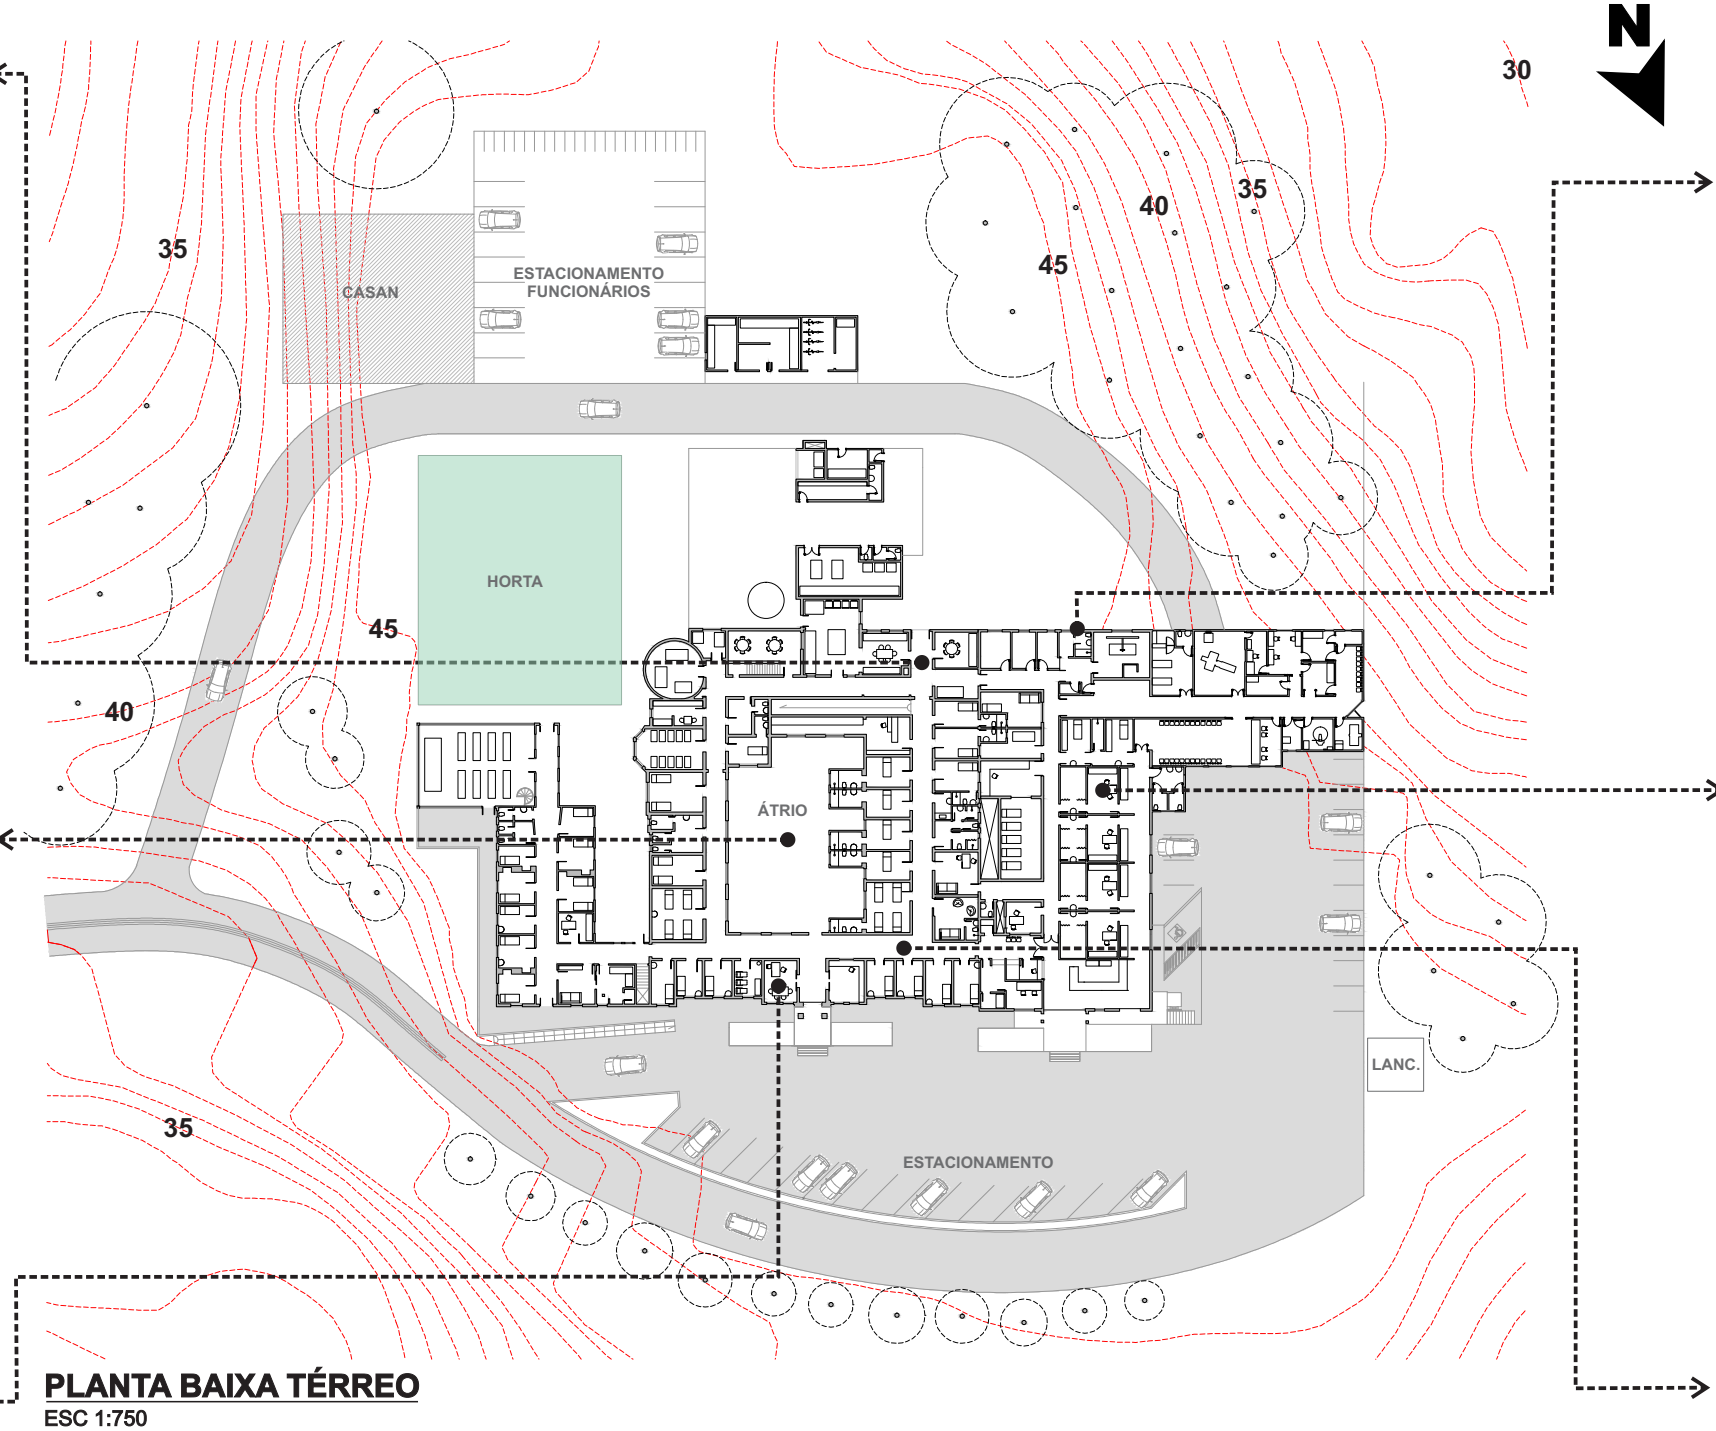 N
30
35
40
35
45
ESTACIONAMENTO
FUNCIONÁRIOS
CASAN
HORTA
45
40
ÁTRIO
LANC.
35
ESTACIONAMENTO
PLANTA BAIXA TÉRREO
ESC 1:750